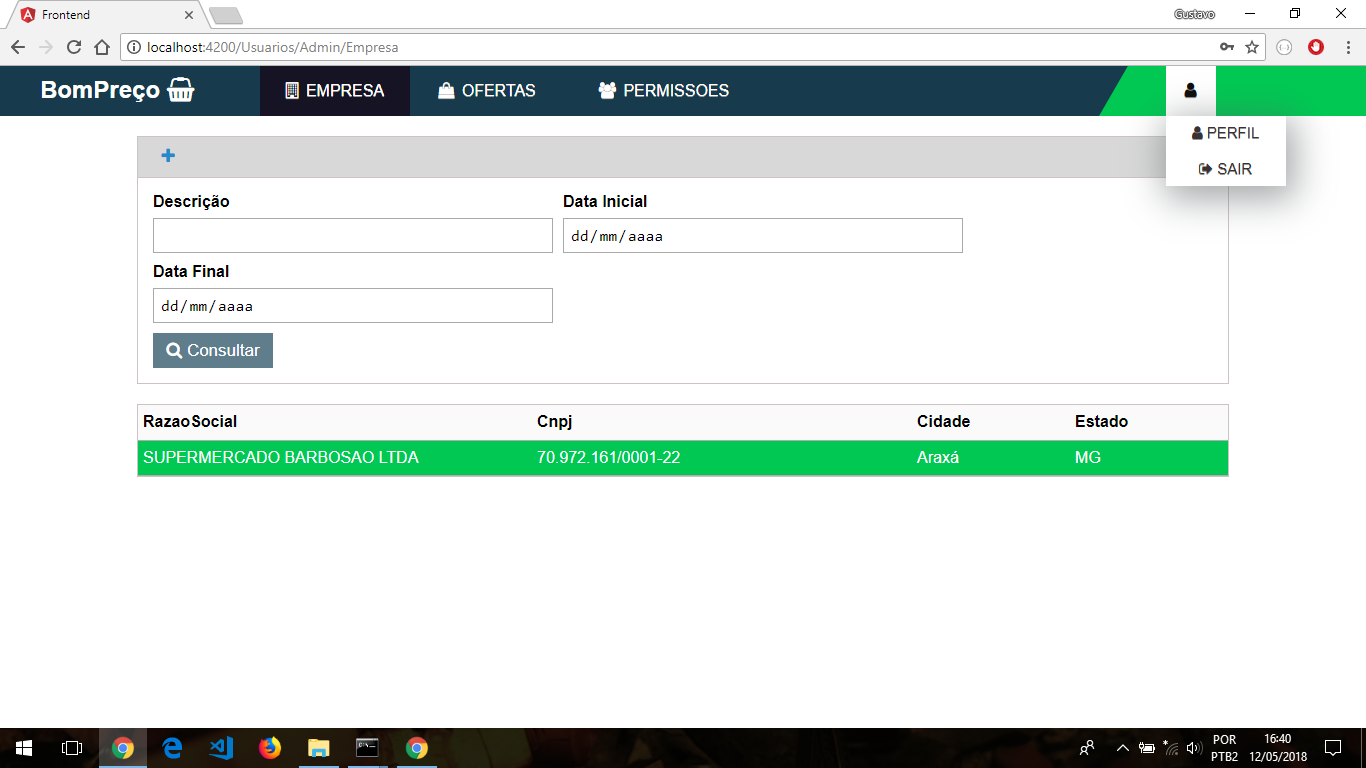 Frontend
Gustavo
localhost:4200/Usuarios/Admin/Empresa
BomPreço
EMPRESA
OFERTAS
PERMISSOES
PERFIL
SAIR
Descrição
Data Inicial
dd/mm/aaaa
Data Final
dd/mm/aaaa
Consultar
RazaoSocial Cnpj Cidade Estado
SUPERMERCADO BARBOSAO LTDA 70.972.161/0001-22 Araxá MG
POR
PTB2
16:40
12/05/2018